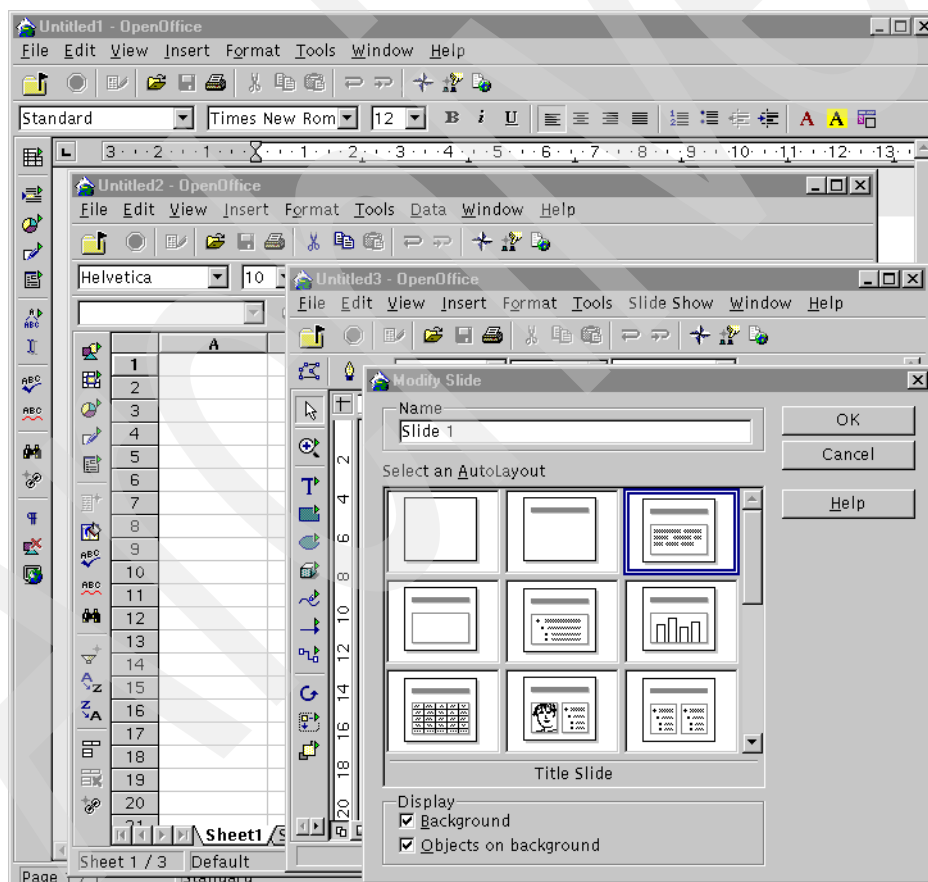 Untitled1 - OpenOffice
File Edit View Insert Format Tools Window Help
Standard Times New Rom 12 B i U A A
3 2 1 1 2 3 4 5 6 7 8 9 10 11 12 13
Untitled2 - OpenOffice
File Edit View Insert Format Tools Data Window Help
Helvetica 10
A
1
2
3
4
5
6
7
8
9
10
11
12
13
14
15
16
17
18
19
20
21
Sheet1
Sheet 1 / 3 Default
Page 1 / 1 Standard
Untitled3 - OpenOffice
File Edit View Insert Format Tools Slide Show Window Help
2
4
6
8
10
12
14
16
18
20
Modify Slide
Name
Slide 1
OK
Cancel
Help
Select an AutoLayout
Title Slide
Display
Background
Objects on background